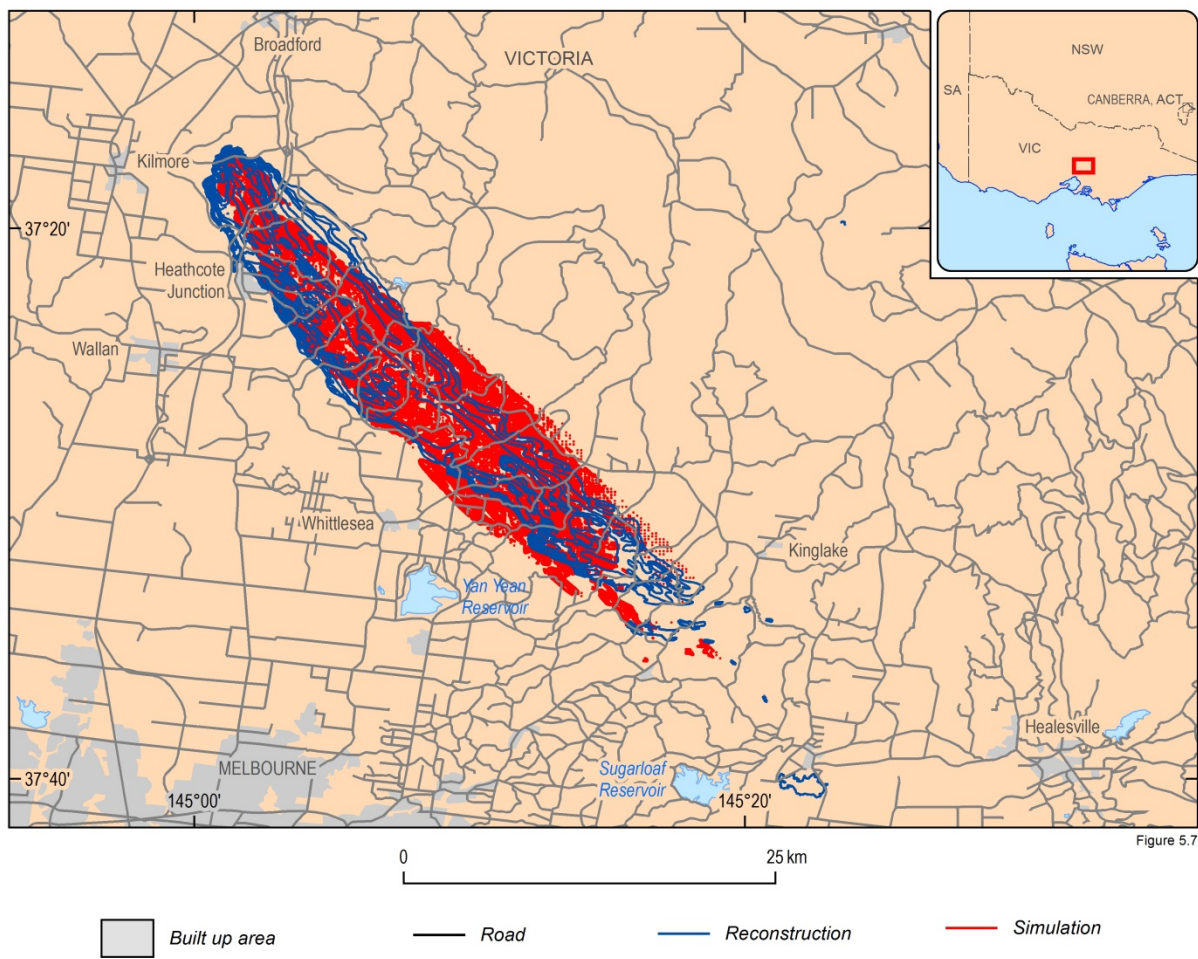 Broadford
VICTORIA
NSW
SA
CANBERRA, ACT
VIC
Kilmore
37°20'
Heathcote
Junction
Wallan
Whittlesea
Kinglake
Yan Yean
Reservoir
Healesville
MELBOURNE
Sugarloaf
Reservoir
37°40'
145°00'
145°20'
Figure 5.7
0
25 km
Built up area
Road
Reconstruction
Simulation